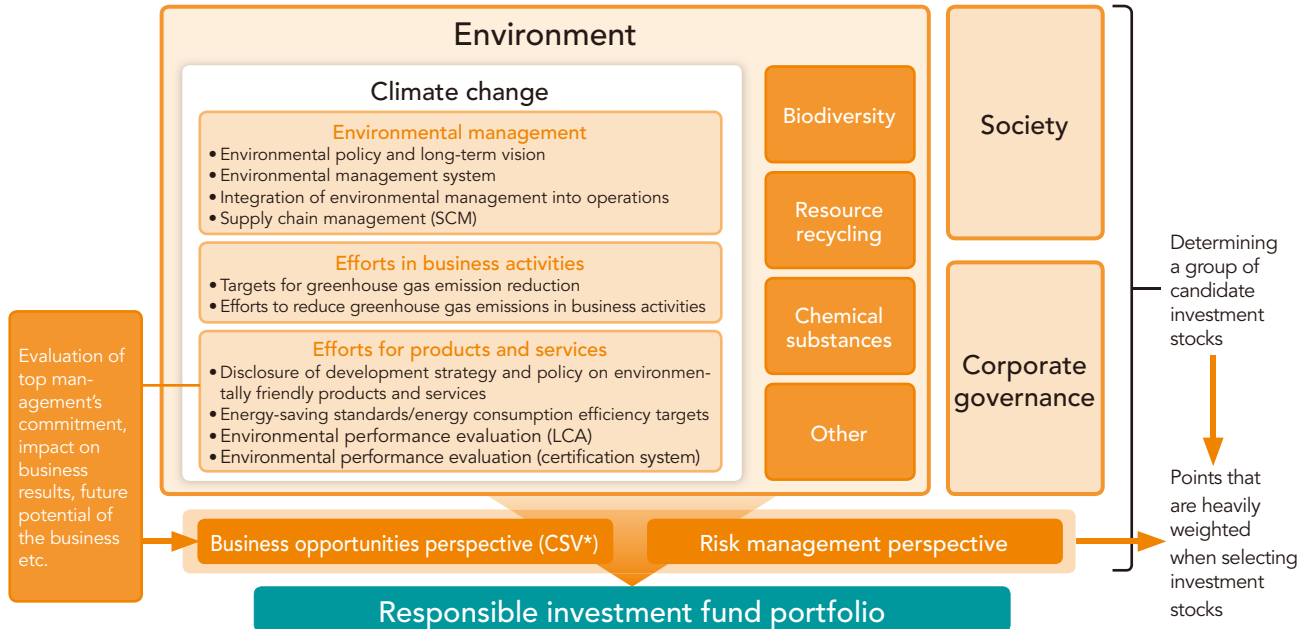 Environment
Climate change
Environmental management
• Environmental policy and long-term vision
• Environmental management system
• Integration of environmental management into operations
• Supply chain management (SCM)
Efforts in business activities
• Targets for greenhouse gas emission reduction
• Efforts to reduce greenhouse gas emissions in business activities
Efforts for products and services
• Disclosure of development strategy and policy on environmen-
tally friendly products and services
• Energy-saving standards/energy consumption efficiency targets
• Environmental performance evaluation (LCA)
• Environmental performance evaluation (certification system)
Biodiversity
Resource
recycling
Chemical
substances
Other
Society
Corporate
governance
Evaluation of
top man-
agement’s
commitment,
impact on
business
results, future
potential of
the business
etc.
Business opportunities perspective (CSV*)
Risk management perspective
Responsible investment fund portfolio
Determining
a group of
candidate
investment
stocks
Points that
are heavily
weighted
when selecting
investment
stocks